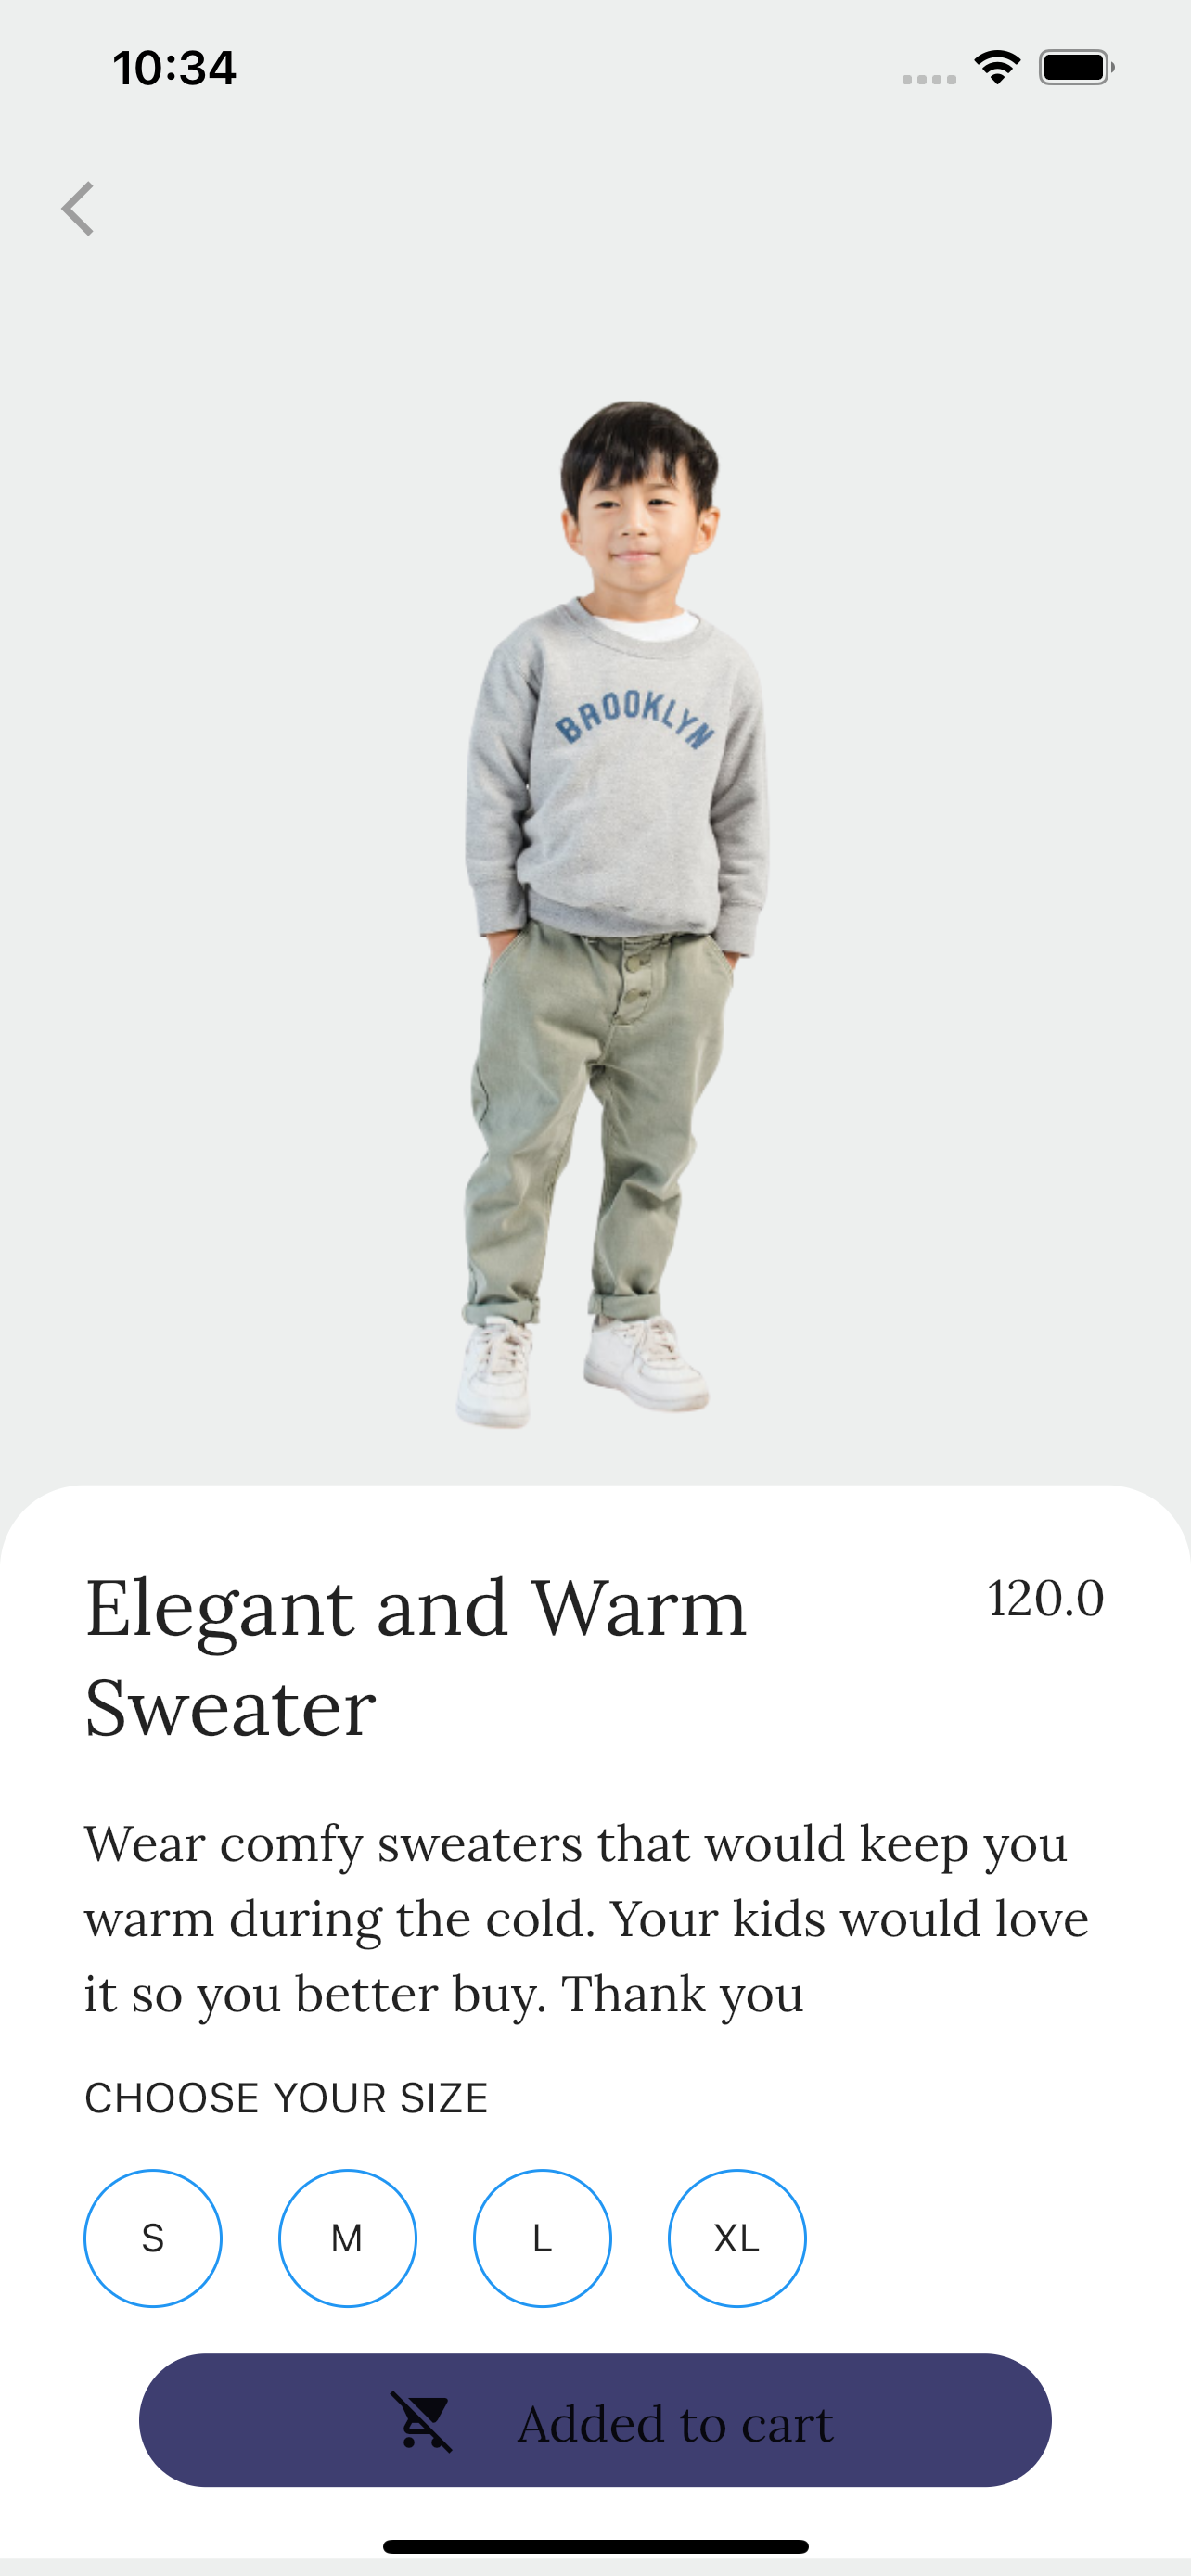 10:34
BROOKLYN
Elegant and Warm
Sweater
120.0
Wear comfy sweaters that would keep you
warm during the cold. Your kids would love
it so you better buy. Thank you
CHOOSE YOUR SIZE
S M L XL
Added to cart